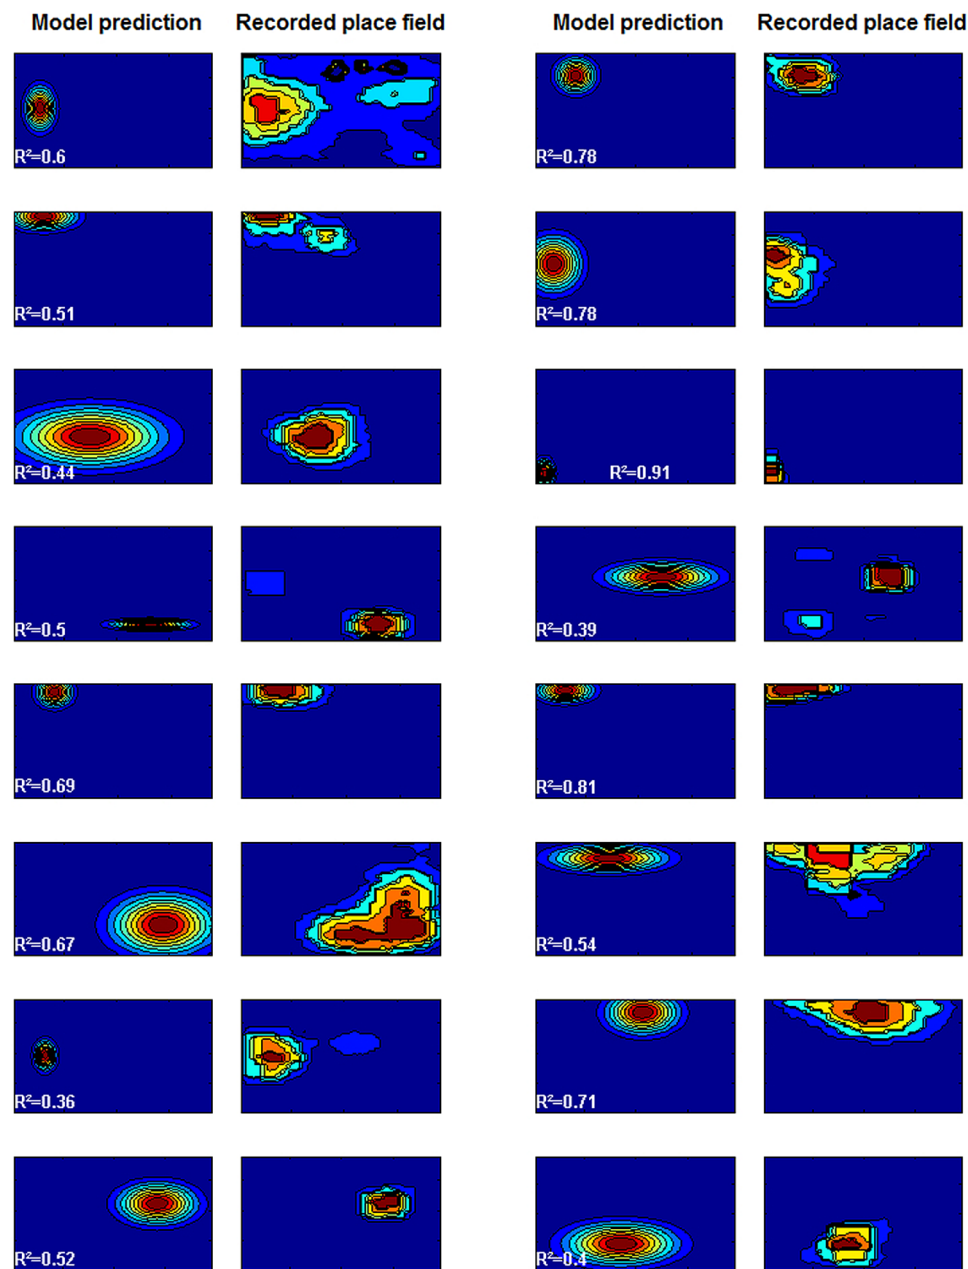 Model prediction Recorded place field Model prediction Recorded place field
R²=0.6 R²=0.78
R²=0.51 R²=0.78
R²=0.44 R²=0.91
R²=0.5 R²=0.39
R²=0.69 R²=0.81
R²=0.67 R²=0.54
R²=0.36 R²=0.71
R²=0.52 R²=0.4